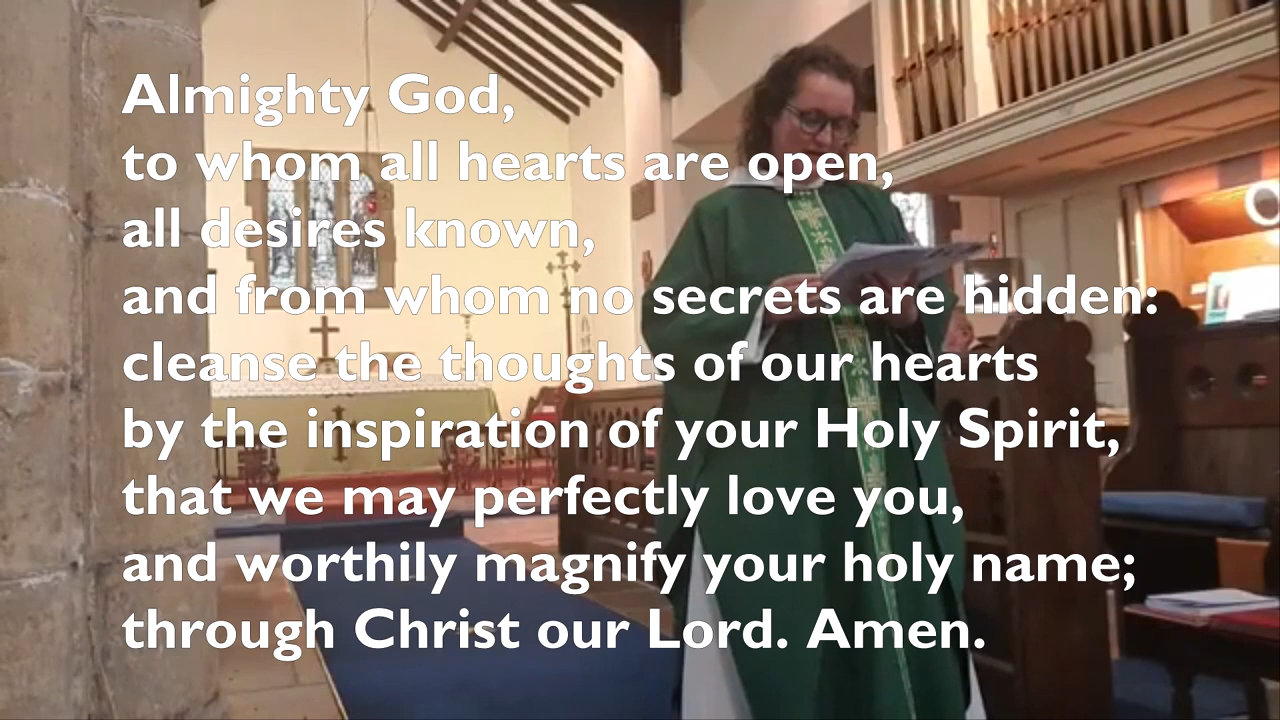 Almighty God,
to whom all hearts are open,
all desires known,
and from whom no secrets are hidden:
cleanse the thoughts of our hearts
by the inspiration of your Holy Spirit,
that we may perfectly love you,
and worthily magnify your holy name;
through Christ our Lord. Amen.